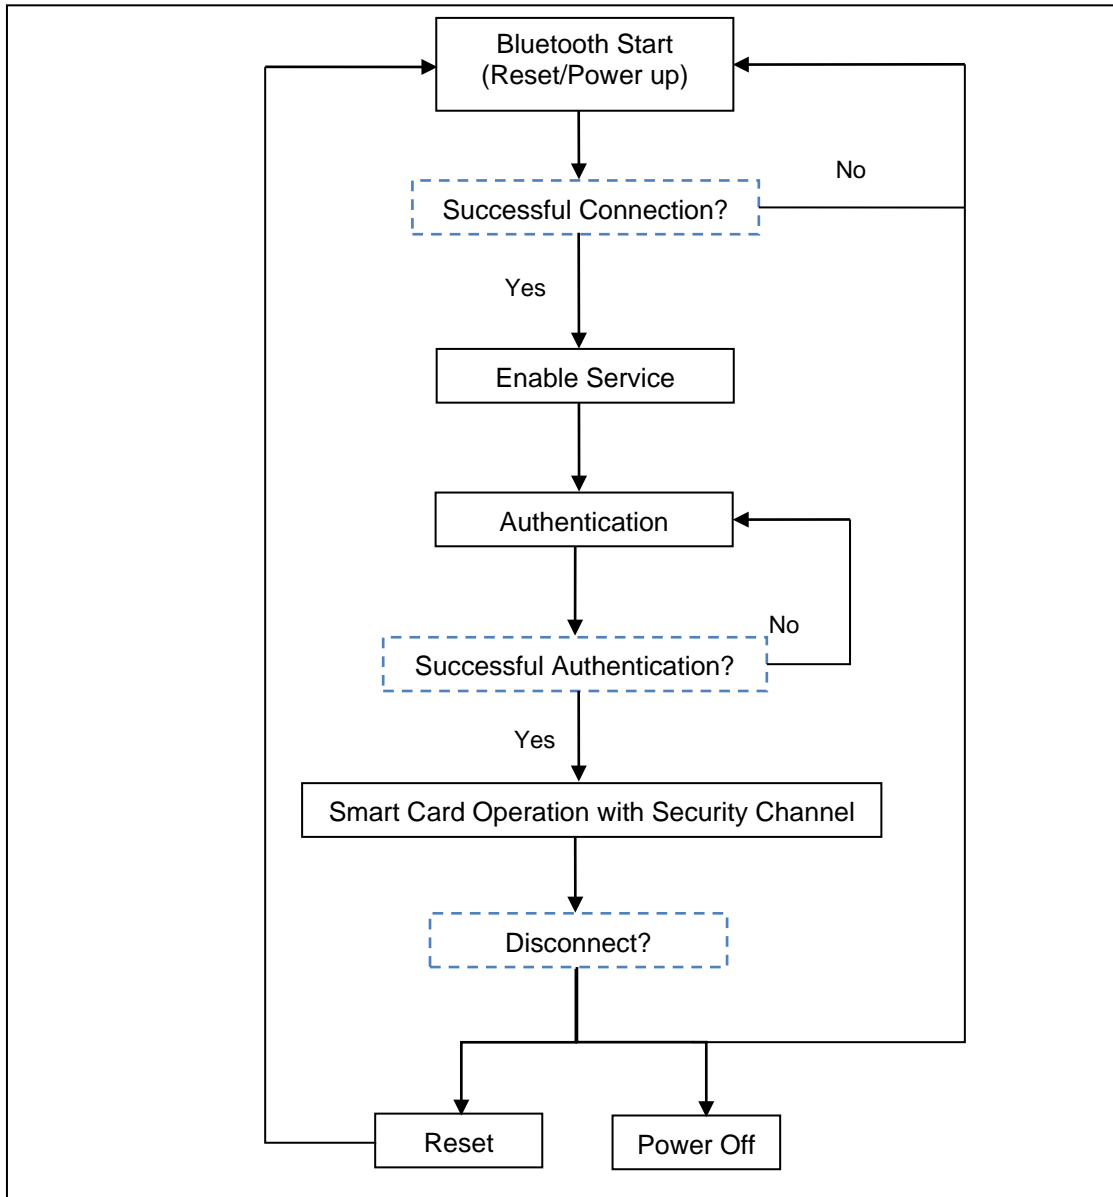 Bluetooth Start
(Reset/Power up)
No
Successful Connection?
Yes
Enable Service
Authentication
No
Successful Authentication?
Yes
Smart Card Operation with Security Channel
Disconnect?
Reset
Power Off